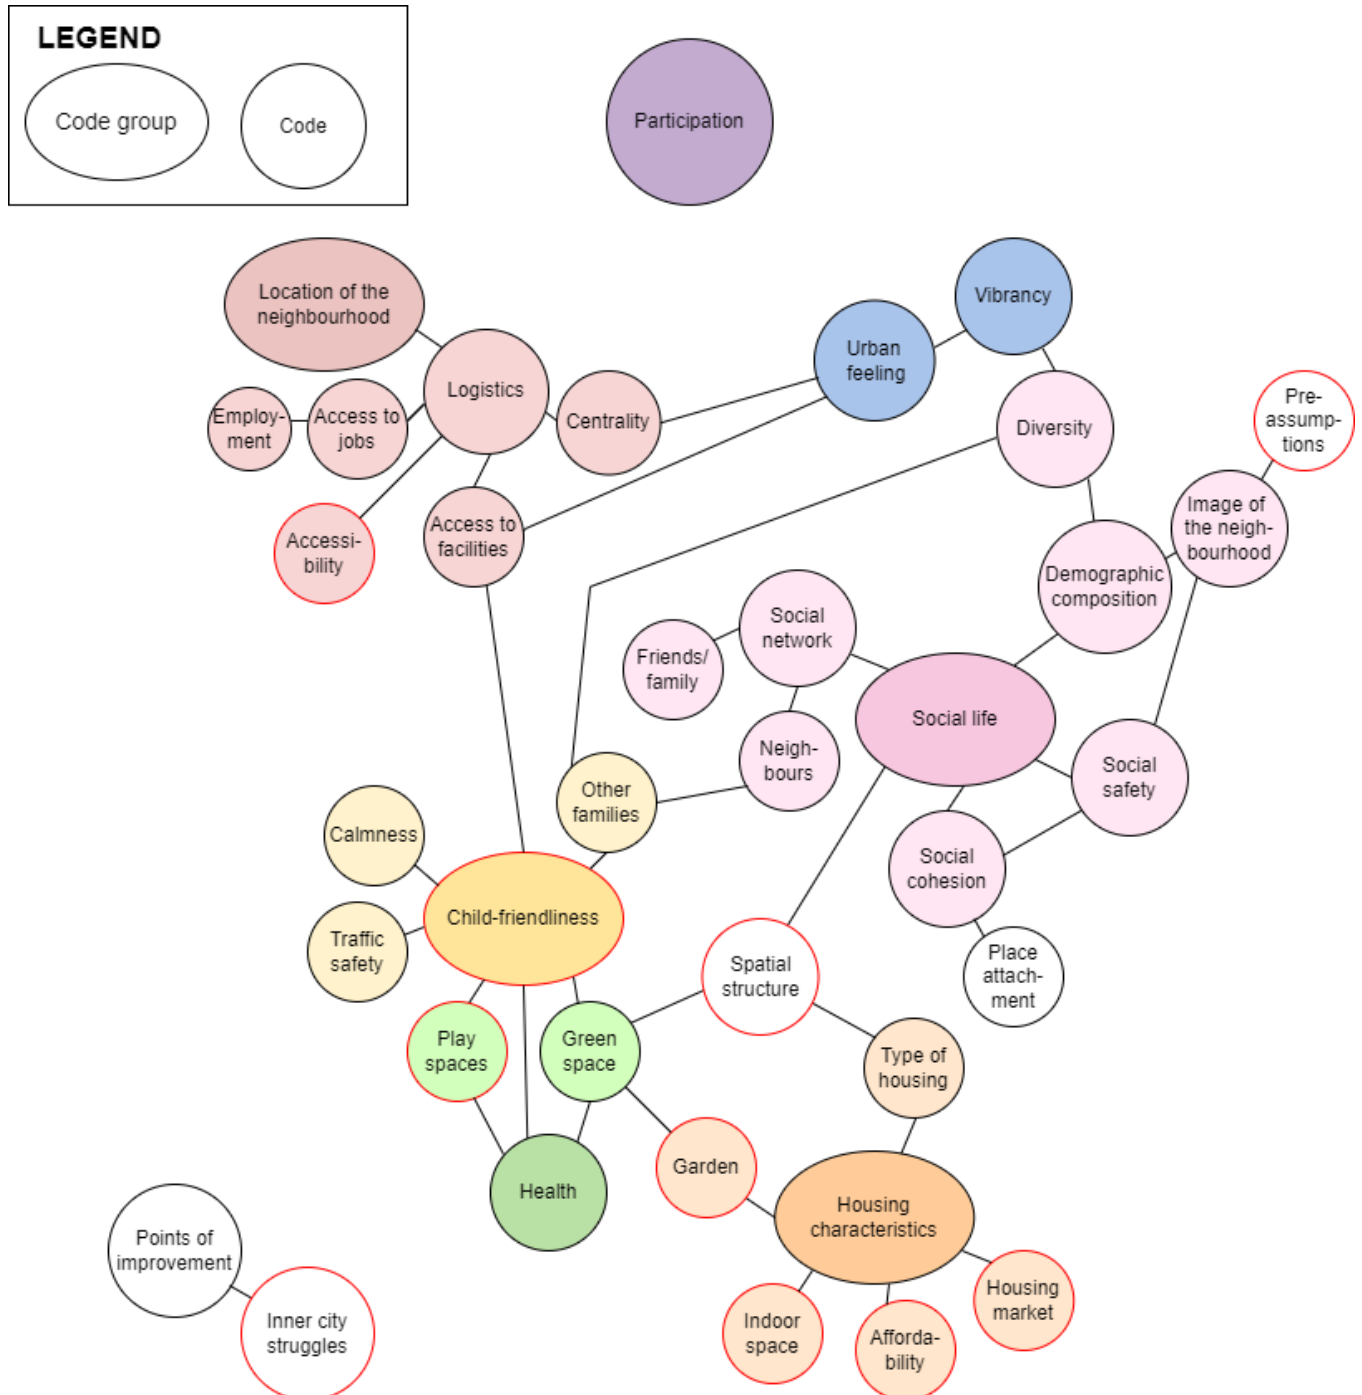 LEGEND
Code group
Code
Participation
Location of the
neighbourhood
Vibrancy
Urban
feeling
Logistics
Centrality
Employ-
ment
Access to
jobs
Diversity
Pre-
assump-
tions
Image of
the neigh-
bourhood
Accessi-
bility
Access to
facilities
Demographic
composition
Social
network
Friends/
family
Social life
Neigh-
bours
Social
safety
Other
families
Calmness
Social
cohesion
Child-friendliness
Traffic
safety
Spatial
structure
Place
attach-
ment
Play
spaces
Green
space
Type of
housing
Garden
Health
Housing
characteristics
Points of
improvement
Inner city
struggles
Indoor
space
Afforda-
bility
Housing
market